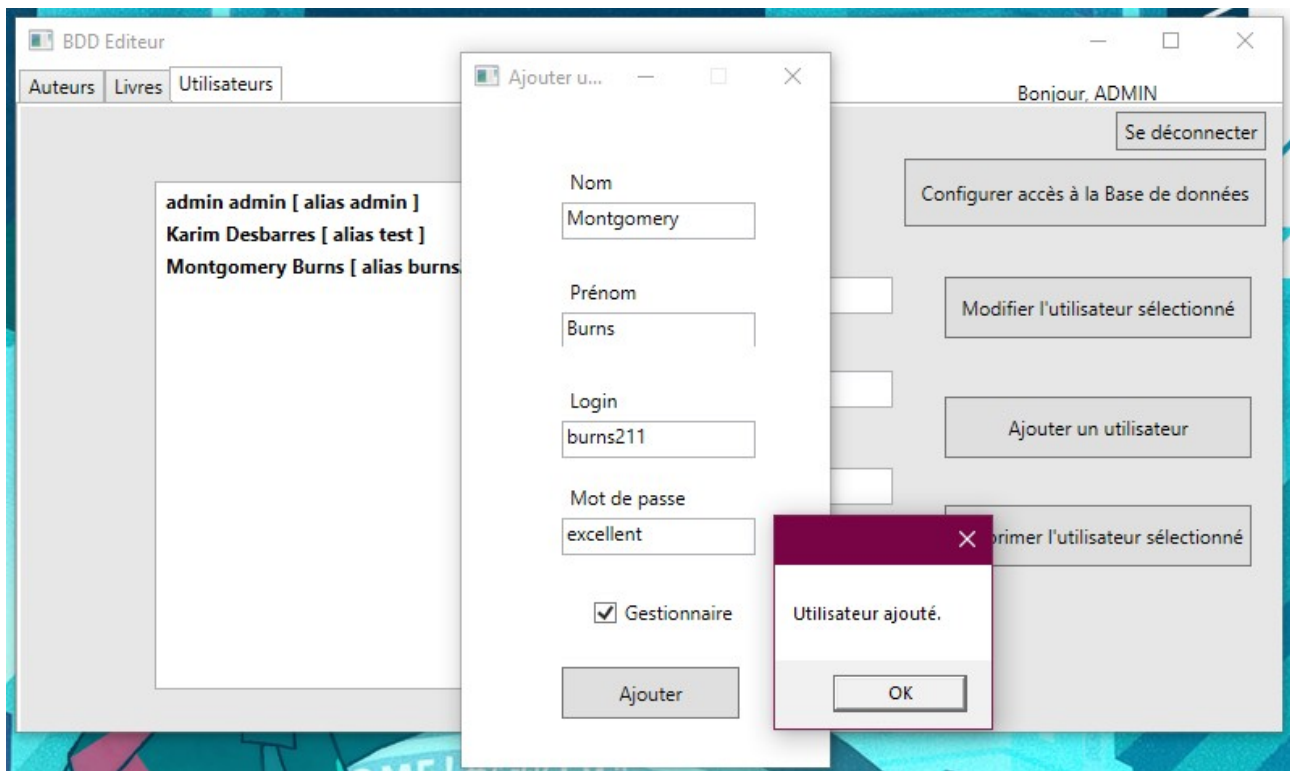 BDD Editeur
Auteurs Livres Utilisateurs
Bonjour, ADMIN
Se déconnecter
Configurer accès à la Base de données
admin admin [ alias admin ]
Karim Desbarres [ alias test ]
Montgomery Burns [ alias burns
Modifier l'utilisateur sélectionné
Ajouter un utilisateur
primer l'utilisateur sélectionné
Ajouter u...
Nom
Montgomery
Prénom
Burns
Login
burns211
Mot de passe
excellent
Gestionnaire
Ajouter
Utilisateur ajouté.
OK